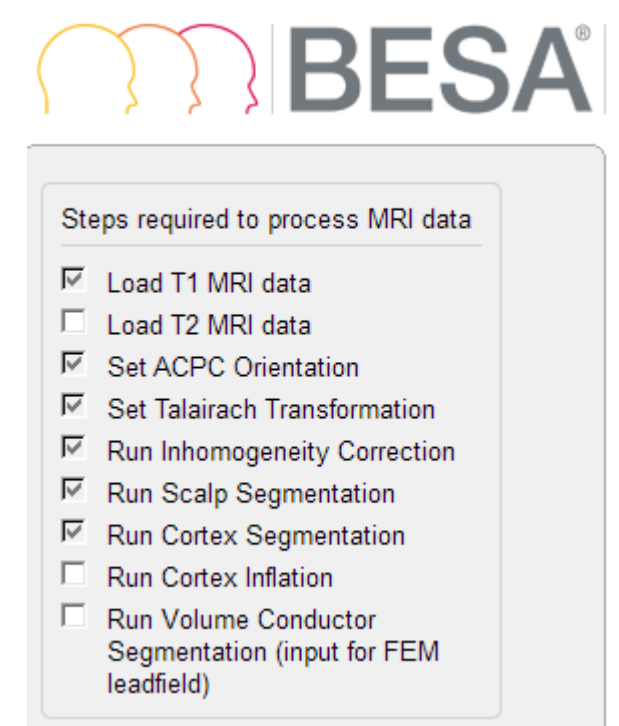 BESA®
Steps required to process MRI data
Load T1 MRI data
Load T2 MRI data
Set ACPC Orientation
Set Talairach Transformation
Run Inhomogeneity Correction
Run Scalp Segmentation
Run Cortex Segmentation
Run Cortex Inflation
Run Volume Conductor
Segmentation (input for FEM
leadfield)